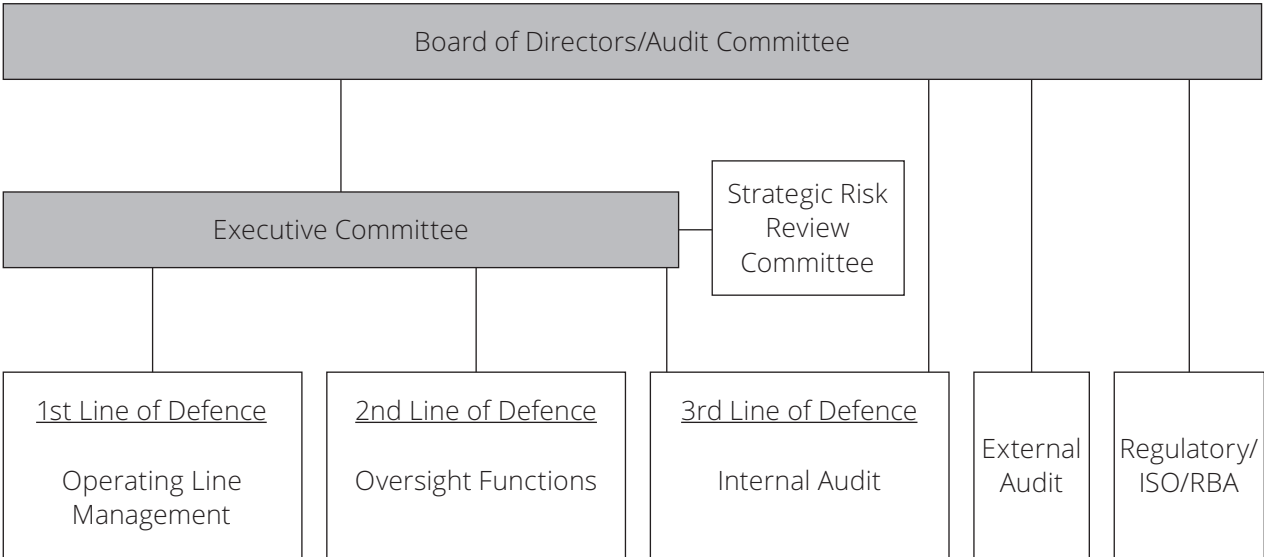 Board of Directors/Audit Committee
Executive Committee
Strategic Risk
Review
Committee
1st Line of Defence
Operating Line
Management
2nd Line of Defence
Oversight Functions
3rd Line of Defence
Internal Audit
External
Audit
Regulatory/
ISO/RBA